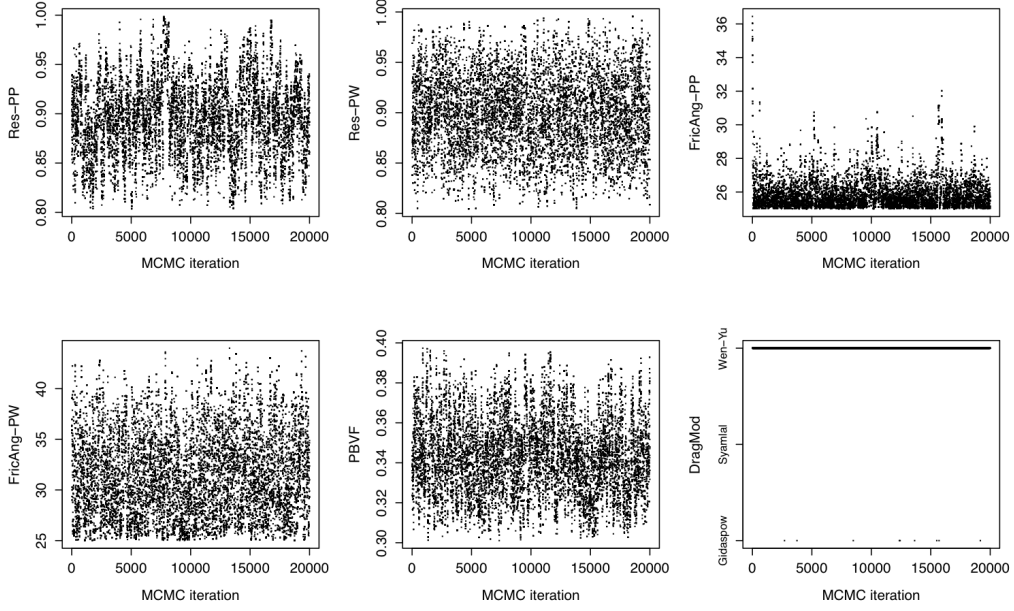 Res−PP
1.00
0.95
0.90
0.85
0.80
0 5000 10000 15000 20000
MCMC iteration
Res−PW
1.00
0.95
0.90
0.85
0.80
0 5000 10000 15000 20000
MCMC iteration
FricAng−PP
36
34
32
30
28
26
0 5000 10000 15000 20000
MCMC iteration
FricAng−PW
40
35
30
25
0 5000 10000 15000 20000
MCMC iteration
PBVF
0.40
0.38
0.36
0.34
0.32
0.30
0 5000 10000 15000 20000
MCMC iteration
DragMod
Wen−Yu
Syamlal
Gidaspow
0 5000 10000 15000 20000
MCMC iteration